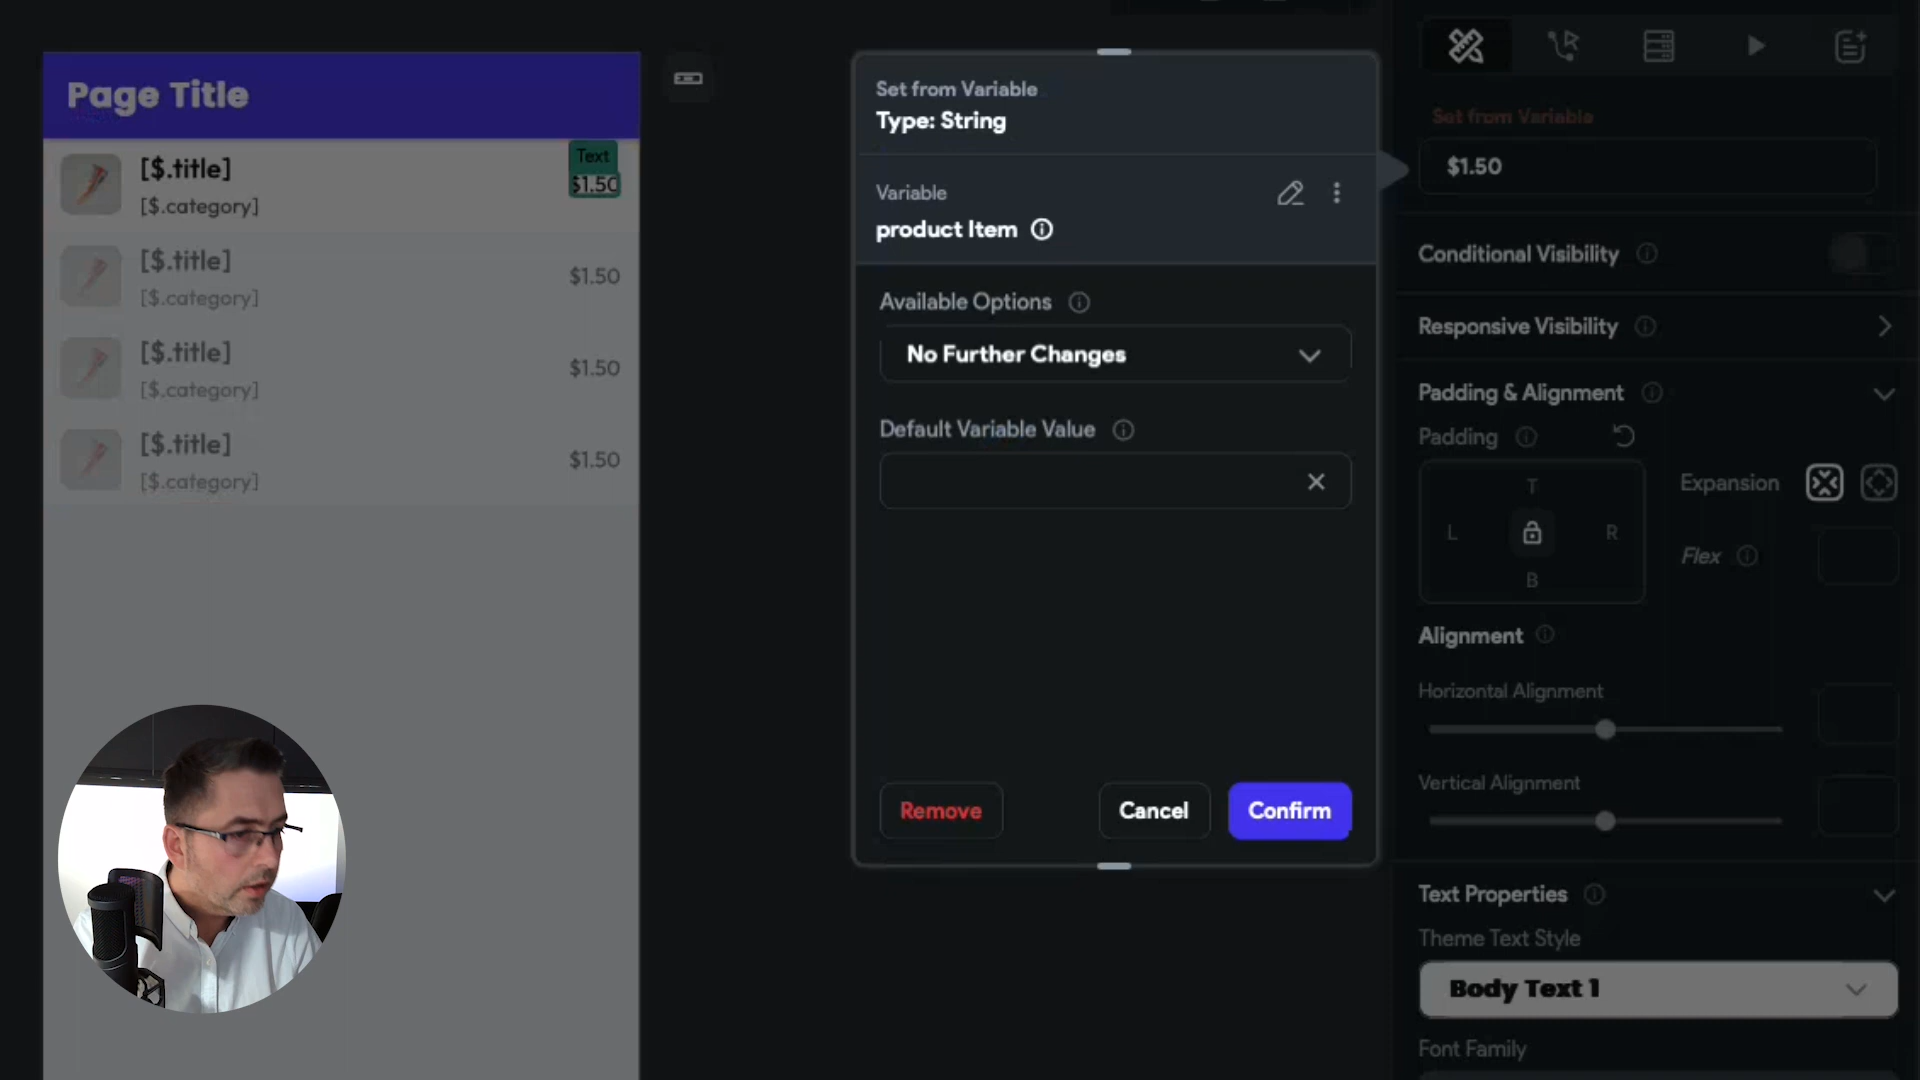 Page Title
[$.title]
[$.category]
Text
$1.50
[$.title]
[$.category]
$1.50
[$.title]
[$.category]
$1.50
[$.title]
[$.category]
$1.50
Set from Variable
Type: String
Variable
product Item
Available Options
No Further Changes
Default Variable Value
Remove
Cancel
Confirm
Set from Variable
$1.50
Conditional Visibility
Responsive Visibility
Padding & Alignment
Padding
T
L
R
B
Expansion
Flex
Alignment
Horizontal Alignment
Vertical Alignment
Text Properties
Theme Text Style
Body Text 1
Font Family